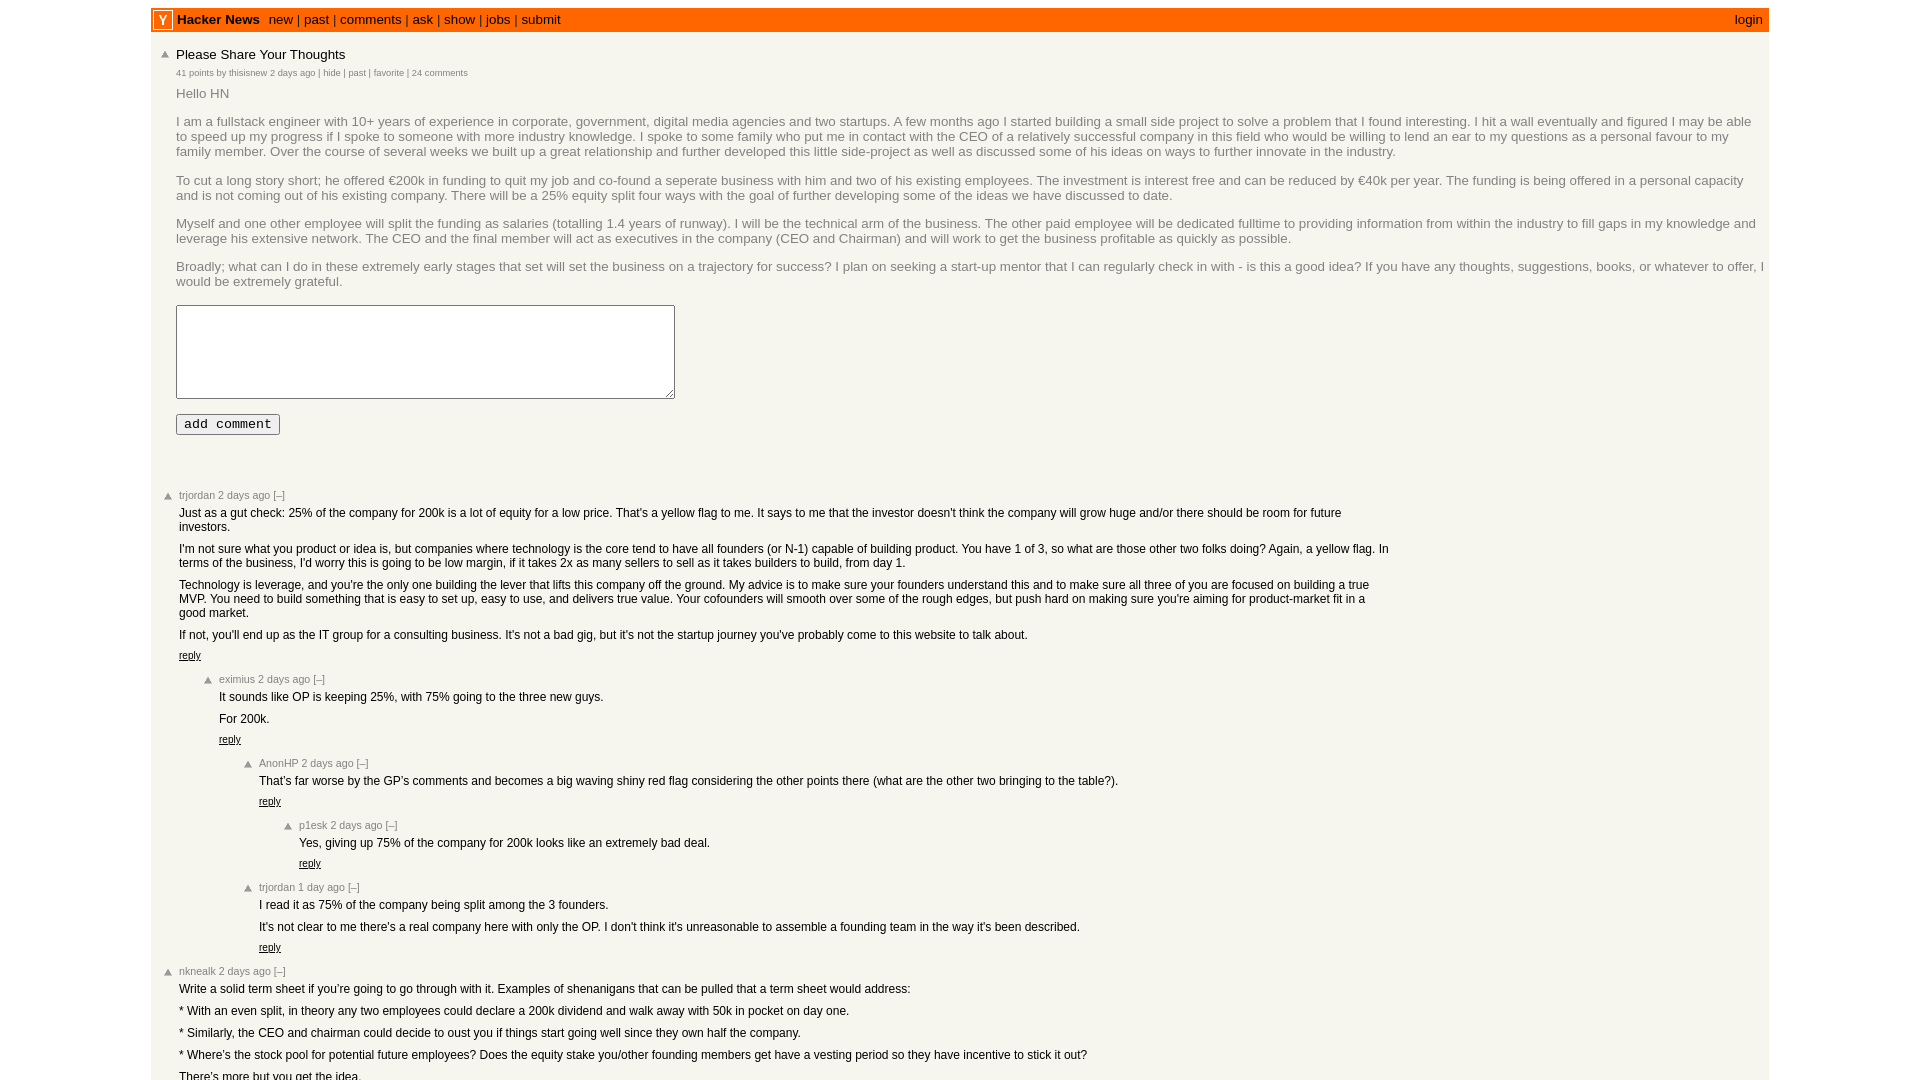 Y Hacker News new | past | comments | ask | show | jobs | submit login
Please Share Your Thoughts
41 points by thisisnew 2 days ago | hide | past | favorite | 24 comments
Hello HN
I am a fullstack engineer with 10+ years of experience in corporate, government, digital media agencies and two startups. A few months ago I started building a small side project to solve a problem that I found interesting. I hit a wall eventually and figured I may be able
to speed up my progress if I spoke to someone with more industry knowledge. I spoke to some family who put me in contact with the CEO of a relatively successful company in this field who would be willing to lend an ear to my questions as a personal favour to my
family member. Over the course of several weeks we built up a great relationship and further developed this little side-project as well as discussed some of his ideas on ways to further innovate in the industry.
To cut a long story short; he offered €200k in funding to quit my job and co-found a seperate business with him and two of his existing employees. The investment is interest free and can be reduced by €40k per year. The funding is being offered in a personal capacity
and is not coming out of his existing company. There will be a 25% equity split four ways with the goal of further developing some of the ideas we have discussed to date.
Myself and one other employee will split the funding as salaries (totalling 1.4 years of runway). I will be the technical arm of the business. The other paid employee will be dedicated fulltime to providing information from within the industry to fill gaps in my knowledge and
leverage his extensive network. The CEO and the final member will act as executives in the company (CEO and Chairman) and will work to get the business profitable as quickly as possible.
Broadly; what can I do in these extremely early stages that set will set the business on a trajectory for success? I plan on seeking a start-up mentor that I can regularly check in with - is this a good idea? If you have any thoughts, suggestions, books, or whatever to offer, I
would be extremely grateful.
add comment
trjordan 2 days ago [–]
Just as a gut check: 25% of the company for 200k is a lot of equity for a low price. That's a yellow flag to me. It says to me that the investor doesn't think the company will grow huge and/or there should be room for future
investors.
I'm not sure what you product or idea is, but companies where technology is the core tend to have all founders (or N-1) capable of building product. You have 1 of 3, so what are those other two folks doing? Again, a yellow flag. In
terms of the business, I'd worry this is going to be low margin, if it takes 2x as many sellers to sell as it takes builders to build, from day 1.
Technology is leverage, and you're the only one building the lever that lifts this company off the ground. My advice is to make sure your founders understand this and to make sure all three of you are focused on building a true
MVP. You need to build something that is easy to set up, easy to use, and delivers true value. Your cofounders will smooth over some of the rough edges, but push hard on making sure you're aiming for product-market fit in a
good market.
If not, you'll end up as the IT group for a consulting business. It's not a bad gig, but it's not the startup journey you've probably come to this website to talk about.
reply
eximius 2 days ago [–]
It sounds like OP is keeping 25%, with 75% going to the three new guys.
For 200k.
reply
AnonHP 2 days ago [–]
That’s far worse by the GP’s comments and becomes a big waving shiny red flag considering the other points there (what are the other two bringing to the table?).
reply
p1esk 2 days ago [–]
Yes, giving up 75% of the company for 200k looks like an extremely bad deal.
reply
trjordan 1 day ago [–]
I read it as 75% of the company being split among the 3 founders.
It's not clear to me there's a real company here with only the OP. I don't think it's unreasonable to assemble a founding team in the way it's been described.
reply
nknealk 2 days ago [–]
Write a solid term sheet if you’re going to go through with it. Examples of shenanigans that can be pulled that a term sheet would address:
* With an even split, in theory any two employees could declare a 200k dividend and walk away with 50k in pocket on day one.
* Similarly, the CEO and chairman could decide to oust you if things start going well since they own half the company.
* Where’s the stock pool for potential future employees? Does the equity stake you/other founding members get have a vesting period so they have incentive to stick it out?
There’s more but you get the idea.